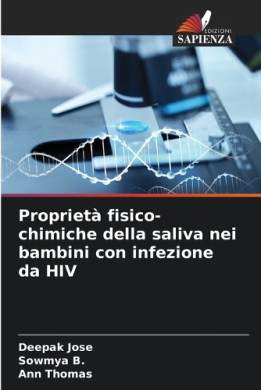 EDIZIONI
SAPIENZA
Proprietà fisico-
chimiche della saliva nei
bambini con infezione
da HIV
Deepak Jose
Sowmya B.
Ann Thomas